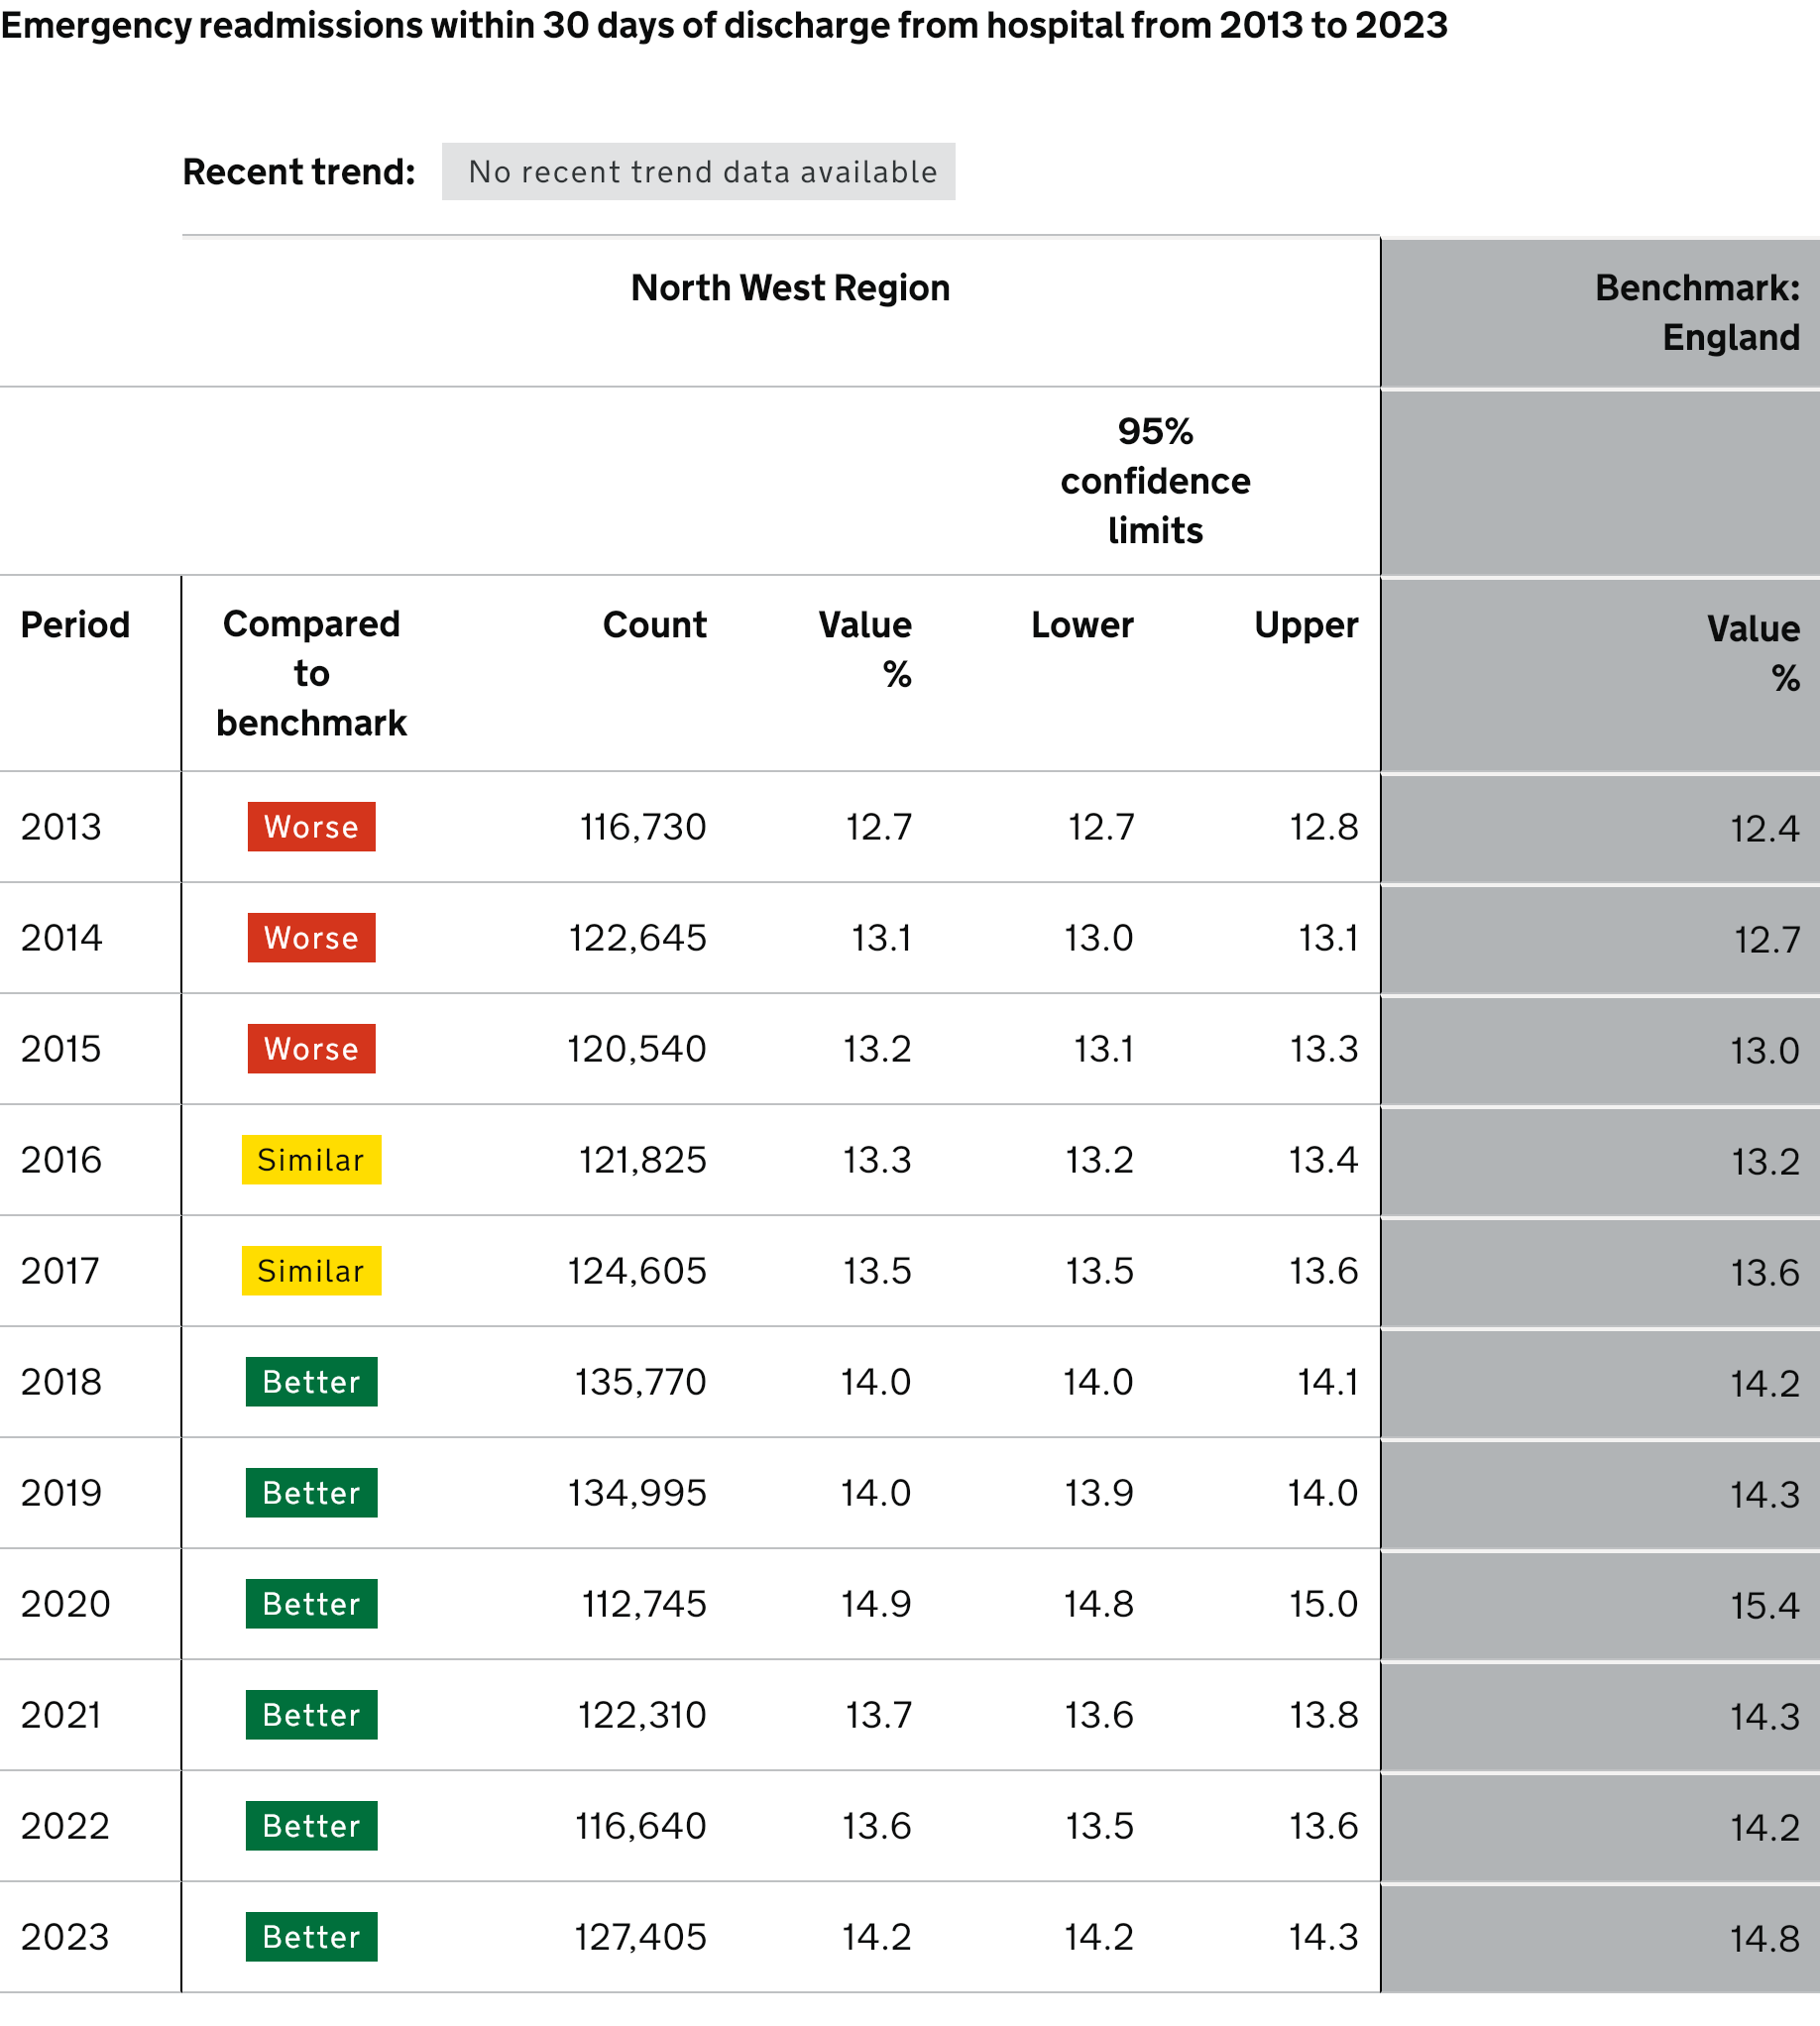 Emergency readmissions within 30 days of discharge from hospital from 2013 to 2023
Recent trend: No recent trend data available
North West Region Benchmark:
England
95%
confidence
limits
Period Compared Count Value Lower Upper Value
to % %
benchmark
2013 Worse 116,730 12.7 12.7 12.8 12.4
2014 Worse 122,645 13.1 13.0 13.1 12.7
2015 Worse 120,540 13.2 13.1 13.3 13.0
2016 Similar 121,825 13.3 13.2 13.4 13.2
2017 Similar 124,605 13.5 13.5 13.6 13.6
2018 Better 135,770 14.0 14.0 14.1 14.2
2019 Better 134,995 14.0 13.9 14.0 14.3
2020 Better 112,745 14.9 14.8 15.0 15.4
2021 Better 122,310 13.7 13.6 13.8 14.3
2022 Better 116,640 13.6 13.5 13.6 14.2
2023 Better 127,405 14.2 14.2 14.3 14.8